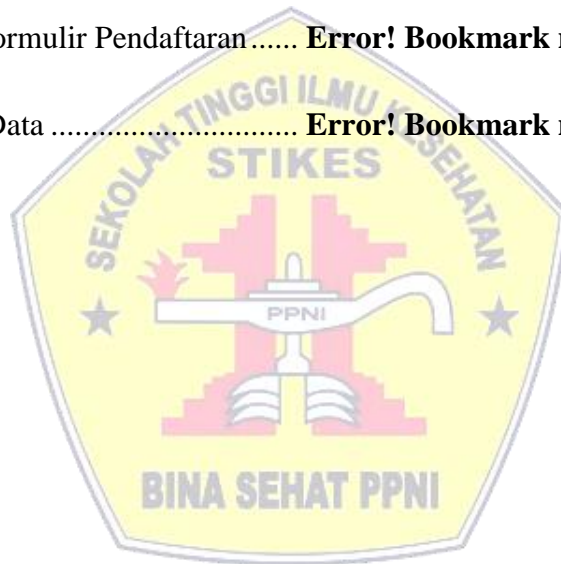 ormulir Pendaftaran...... Error! Bookmark
Data ............................ Error! Bookmark
SEKOLAH TINGGI ILMU KESEHATAN
STIKES
PPNI
BINA SEHAT PPNI